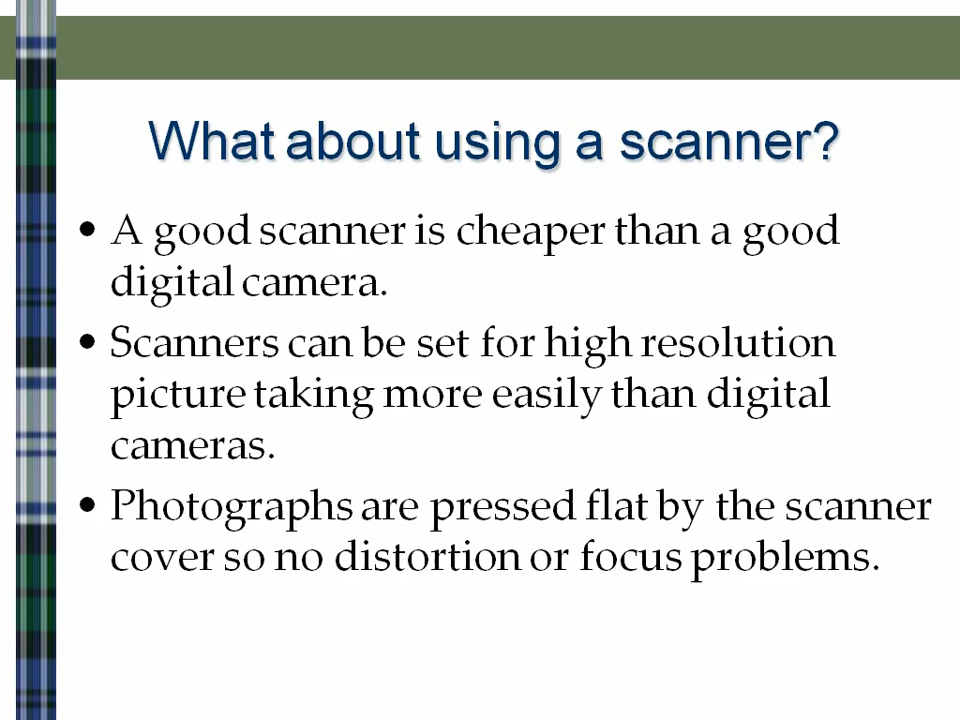 What about using a scanner?
• A good scanner is cheaper than a good
digital camera.
• Scanners can be set for high resolution
picture taking more easily than digital
cameras.
• Photographs are pressed flat by the scanner
cover so no distortion or focus problems.